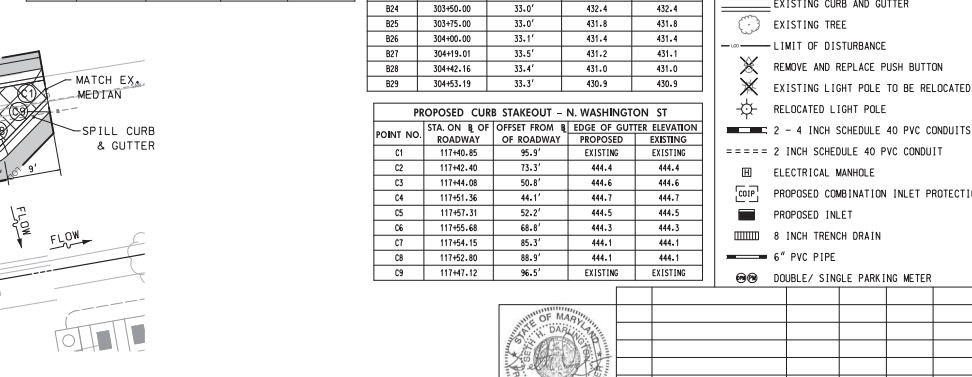 B24 303+50.00 33.0' 432.4 432.4
B25 303+75.00 33.0' 431.8 431.8
B26 304+00.00 33.1' 431.4 431.4
B27 304+19.01 33.5' 431.2 431.1
B28 304+42.16 33.4' 431.0 431.0
B29 304+53.19 33.3' 430.9 430.9
PROPOSED CURB STAKEOUT - N. WASHINGTON ST
POINT NO. STA. ON ℄ OF ROADWAY OFFSET FROM ℄ OF ROADWAY EDGE OF GUTTER ELEVATION
PROPOSED EXISTING
C1 117+40.85 95.9' EXISTING EXISTING
C2 117+42.40 73.3' 444.4 444.4
C3 117+44.08 50.8' 444.6 444.6
C4 117+51.36 44.1' 444.7 444.7
C5 117+57.31 52.2' 444.5 444.5
C6 117+55.68 68.8' 444.3 444.3
C7 117+54.15 85.3' 444.1 444.1
C8 117+52.80 88.9' 444.1 444.1
C9 117+47.12 96.5' EXISTING EXISTING
MATCH EX.
MEDIAN
C1
C9
SPILL CURB
& GUTTER
9'
FLOW
FLOW
EXISTING CURB AND GUTTER
EXISTING TREE
LOD LIMIT OF DISTURBANCE
REMOVE AND REPLACE PUSH BUTTON
EXISTING LIGHT POLE TO BE RELOCATED
RELOCATED LIGHT POLE
2 - 4 INCH SCHEDULE 40 PVC CONDUITS
2 INCH SCHEDULE 40 PVC CONDUIT
H ELECTRICAL MANHOLE
COIP PROPOSED COMBINATION INLET PROTECTIO
PROPOSED INLET
8 INCH TRENCH DRAIN
6" PVC PIPE
DOUBLE/ SINGLE PARKING METER
STATE OF MARYLAND
SETH H. DARLINGTON